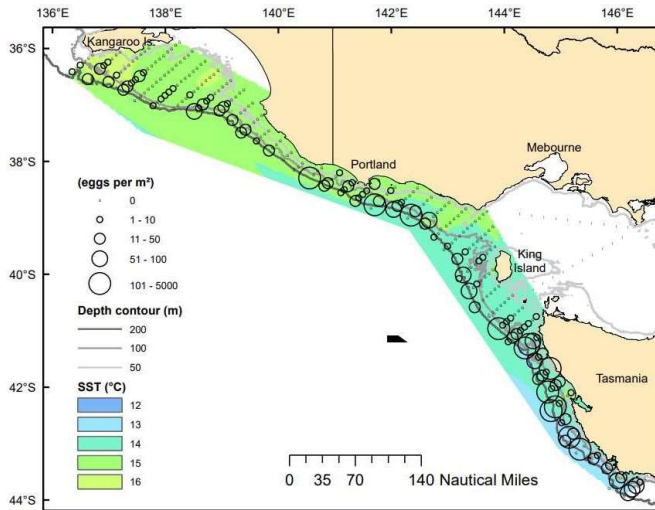 136°E 138°E 140°E 142°E 144°E 146°E
36°S
38°S
40°S
42°S
44°S
Kangaroo Is.
Portland
Mebourne
King
Island
Tasmania
(eggs per m²)
0
1 - 10
11 - 50
51 - 100
101 - 5000
Depth contour (m)
200
100
50
SST (°C)
12
13
14
15
16
0 35 70 140 Nautical Miles